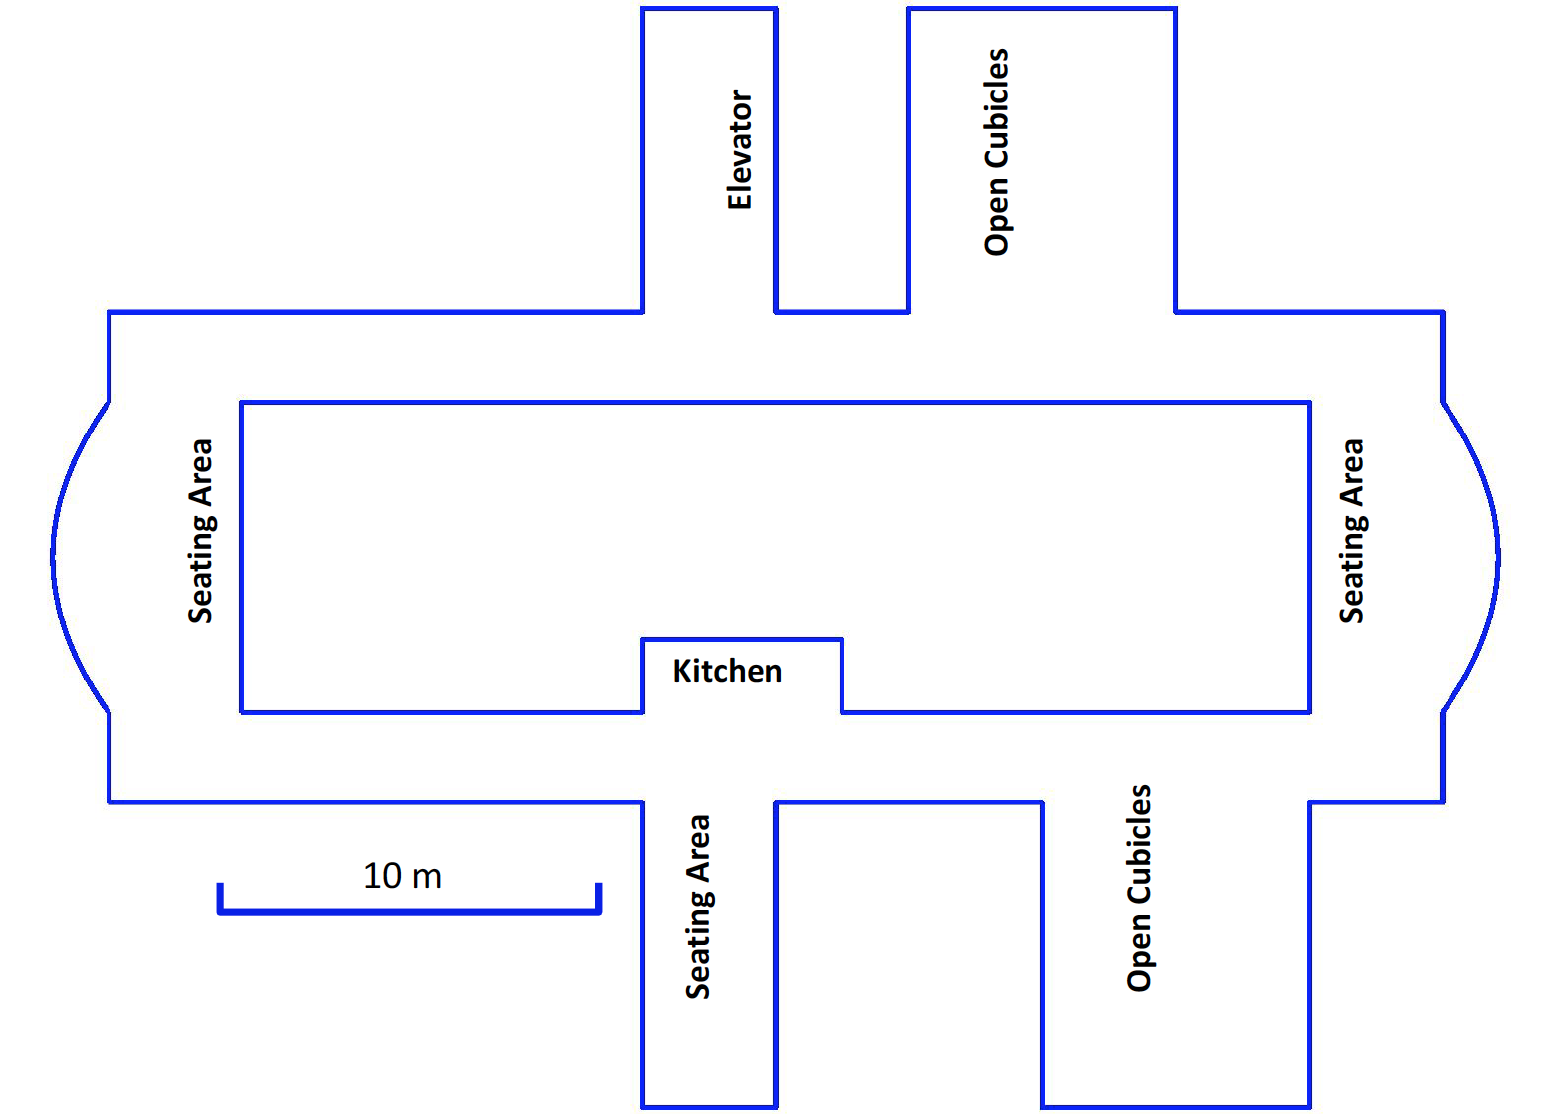 Elevator
Open Cubicles
Seating Area
Seating Area
Kitchen
10 m
Seating Area
Open Cubicles